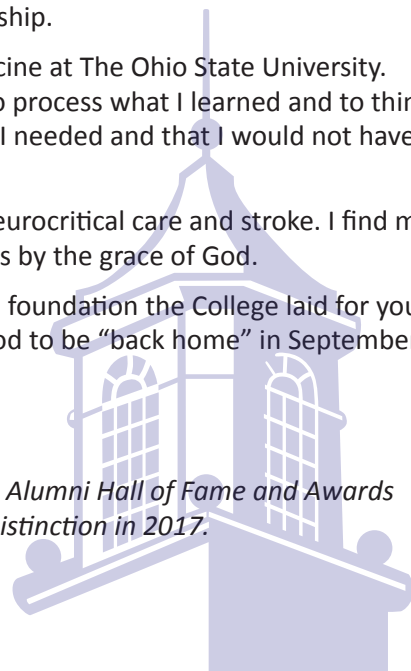 ship.
cine at The Ohio State University.
o process what I learned and to thin
I needed and that I would not have
eurocritical care and stroke. I find m
s by the grace of God.
foundation the College laid for you
od to be “back home” in September
Alumni Hall of Fame and Awards
istinction in 2017.